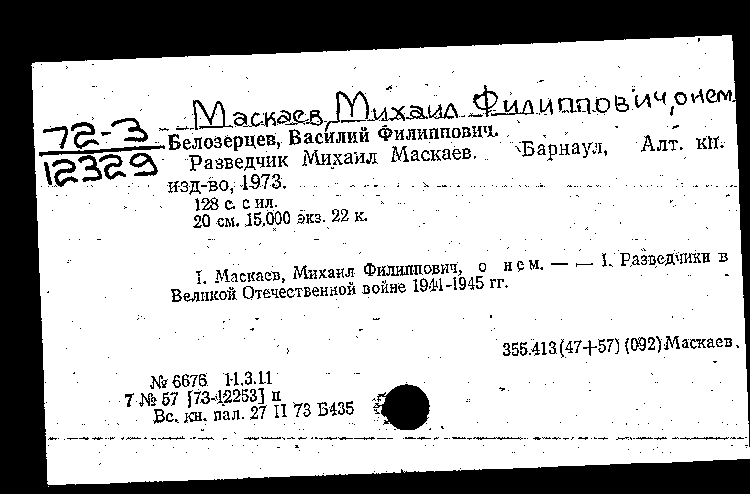 Маскаев, Михаил Филиппович, о нем.
72-3
12329
Белозерцев, Василий Филиппович.
Разведчик Михаил Маскаев. Барнаул, Алт. кн.
изд-во, 1973.
128 с. с ил.
20 см. 15.000 экз. 22 к.
I. Маскаев, Михаил Филиппович, о нем. — — 1. Разведчики в
Великой Отечественной войне 1941-1945 гг.
355.413(47+57)(092)Маскаев.
№ 6676 11.3.11
7 № 57 [73-12253] п
Вс. кн. пал. 27 II 73 Б435